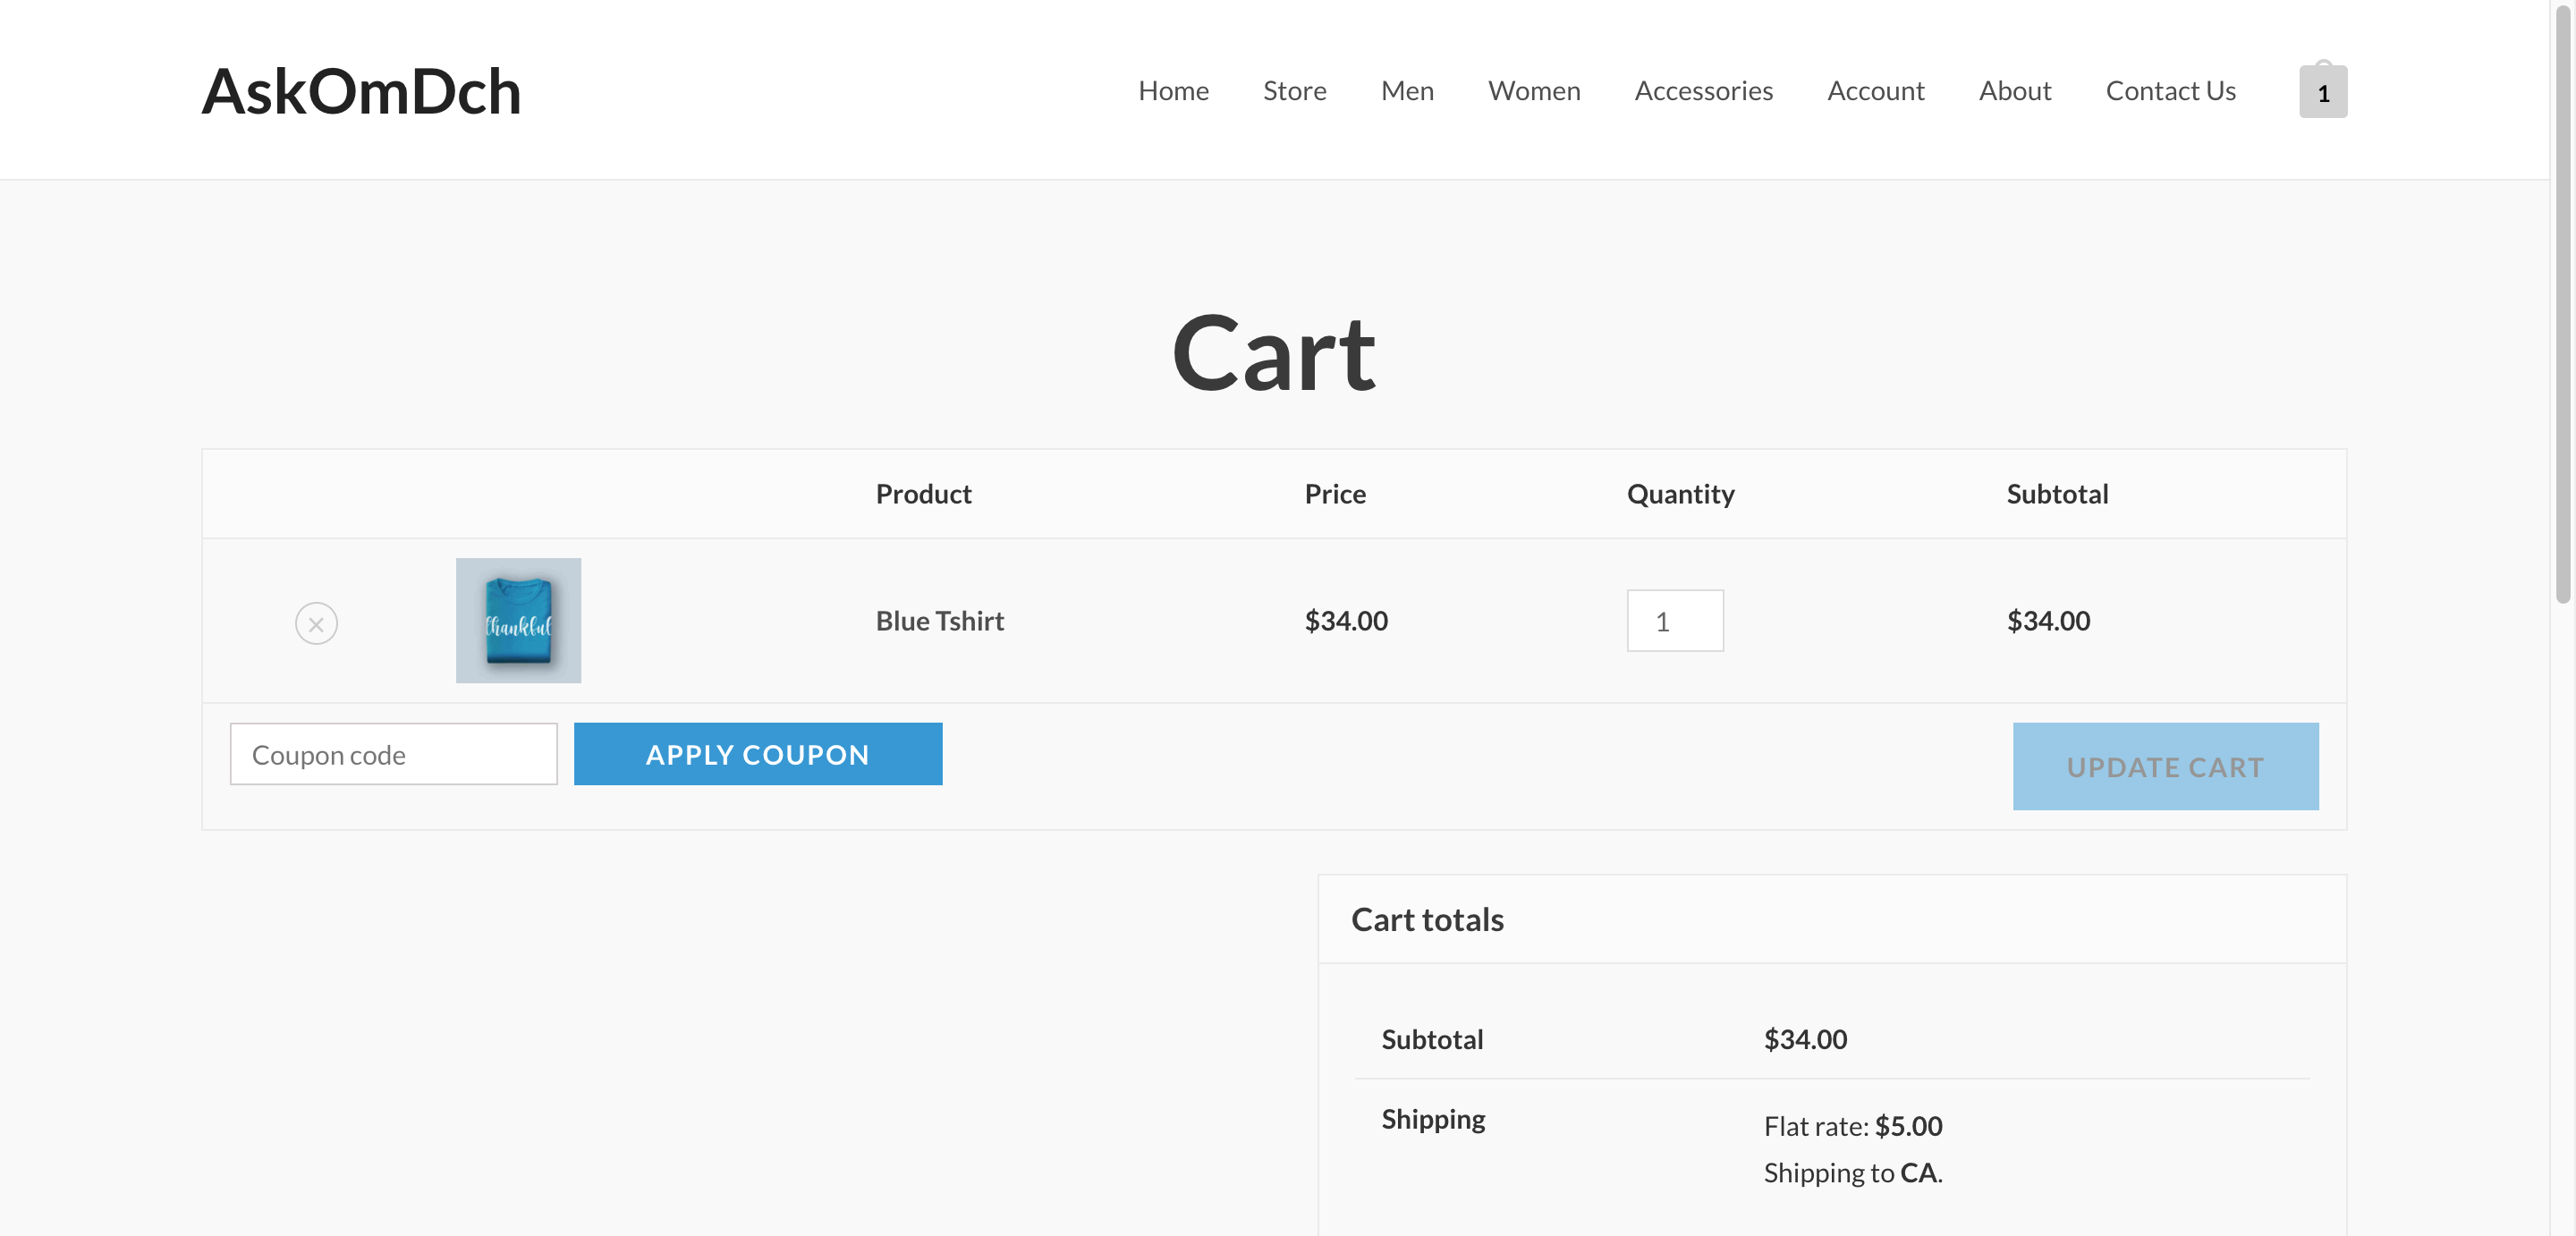 AskOmDch
Home Store Men Women Accessories Account About Contact Us 1
Cart
Product Price Quantity Subtotal
thankful
Blue Tshirt $34.00 1 $34.00
Coupon code APPLY COUPON UPDATE CART
Cart totals
Subtotal $34.00
Shipping Flat rate: $5.00
Shipping to CA.